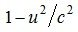 1 − u²/c²